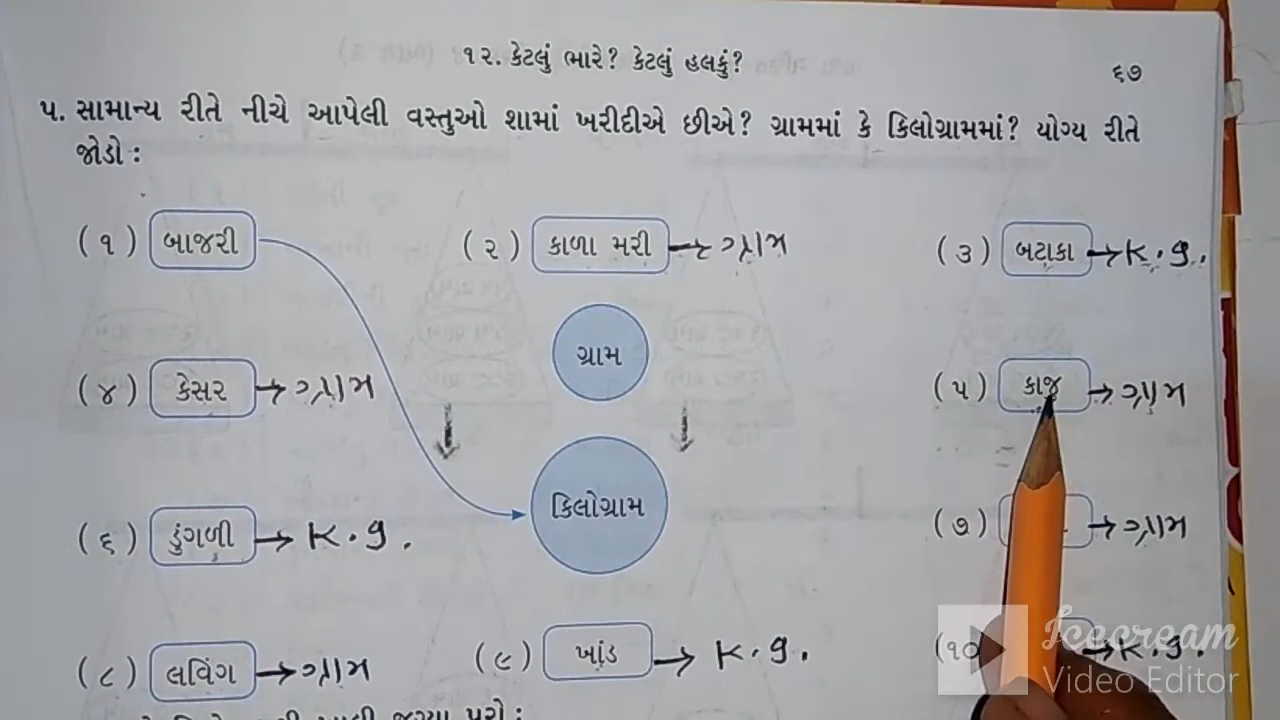 ૧૨. કેટલું ભારે? કેટલું હલકું?
૬૭
૫. સામાન્ય રીતે નીચે આપેલી વસ્તુઓ શામાં ખરીદીએ છીએ? ગ્રામમાં કે કિલોગ્રામમાં? યોગ્ય રીતે
જોડો :
(૧) બાજરી (૨) કાળા મરી → ગ્રામ (૩) બટાકા → K.g.
ગ્રામ
(૪) કેસર → ગ્રામ (૫) કાજુ → ગ્રામ
કિલોગ્રામ
(૬) ડુંગળી → K.g. (૭) → ગ્રામ
(૮) લવિંગ → ગ્રામ (૯) ખાંડ → K.g. (૧૦ → K.g.
Icecream
Video Editor